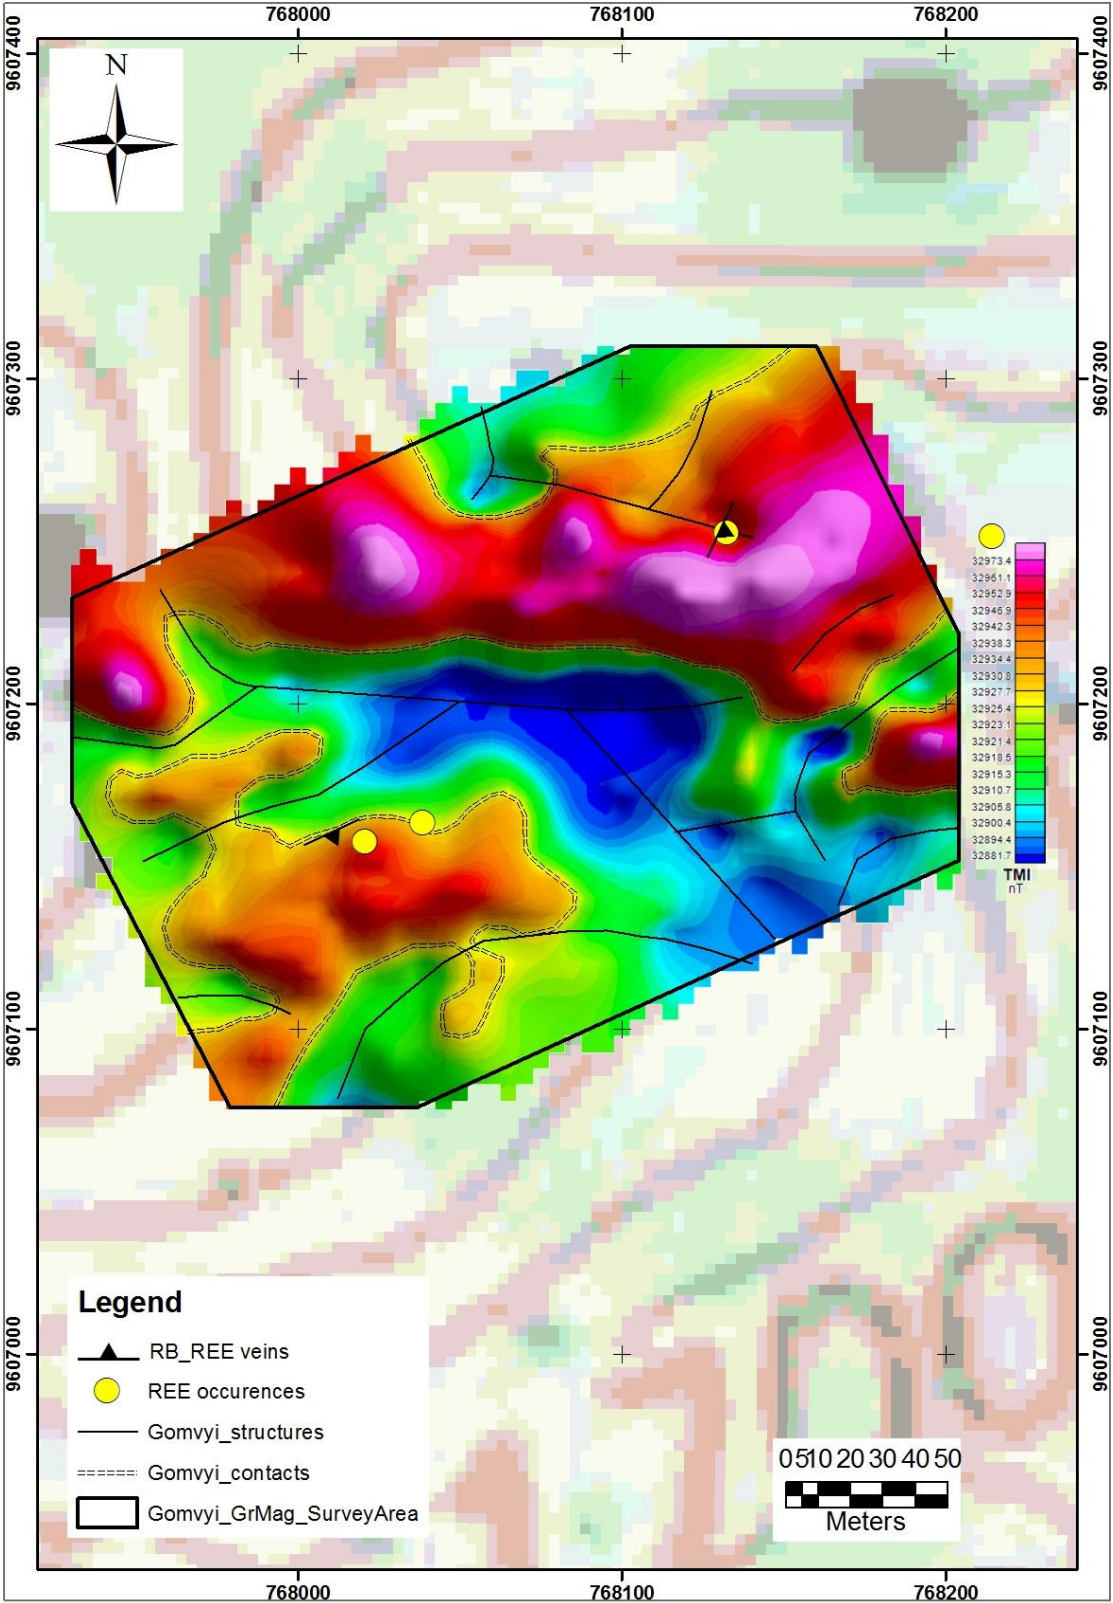 768000 768100 768200
9607400 9607400
N
9607300 9607300
32973.4
32961.1
32952.9
32946.9
32942.3
32938.3
32934.4
32930.8
32927.7
32925.4
32923.1
32921.4
32918.5
32915.3
32910.7
32905.8
32900.4
32894.4
32881.7
TMI
nT
9607200 9607200
9607100 9607100
9607000 9607000
Legend
RB_REE veins
REE occurences
Gomvyi_structures
Gomvyi_contacts
Gomvyi_GrMag_SurveyArea
0 5 10 20 30 40 50
Meters
768000 768100 768200